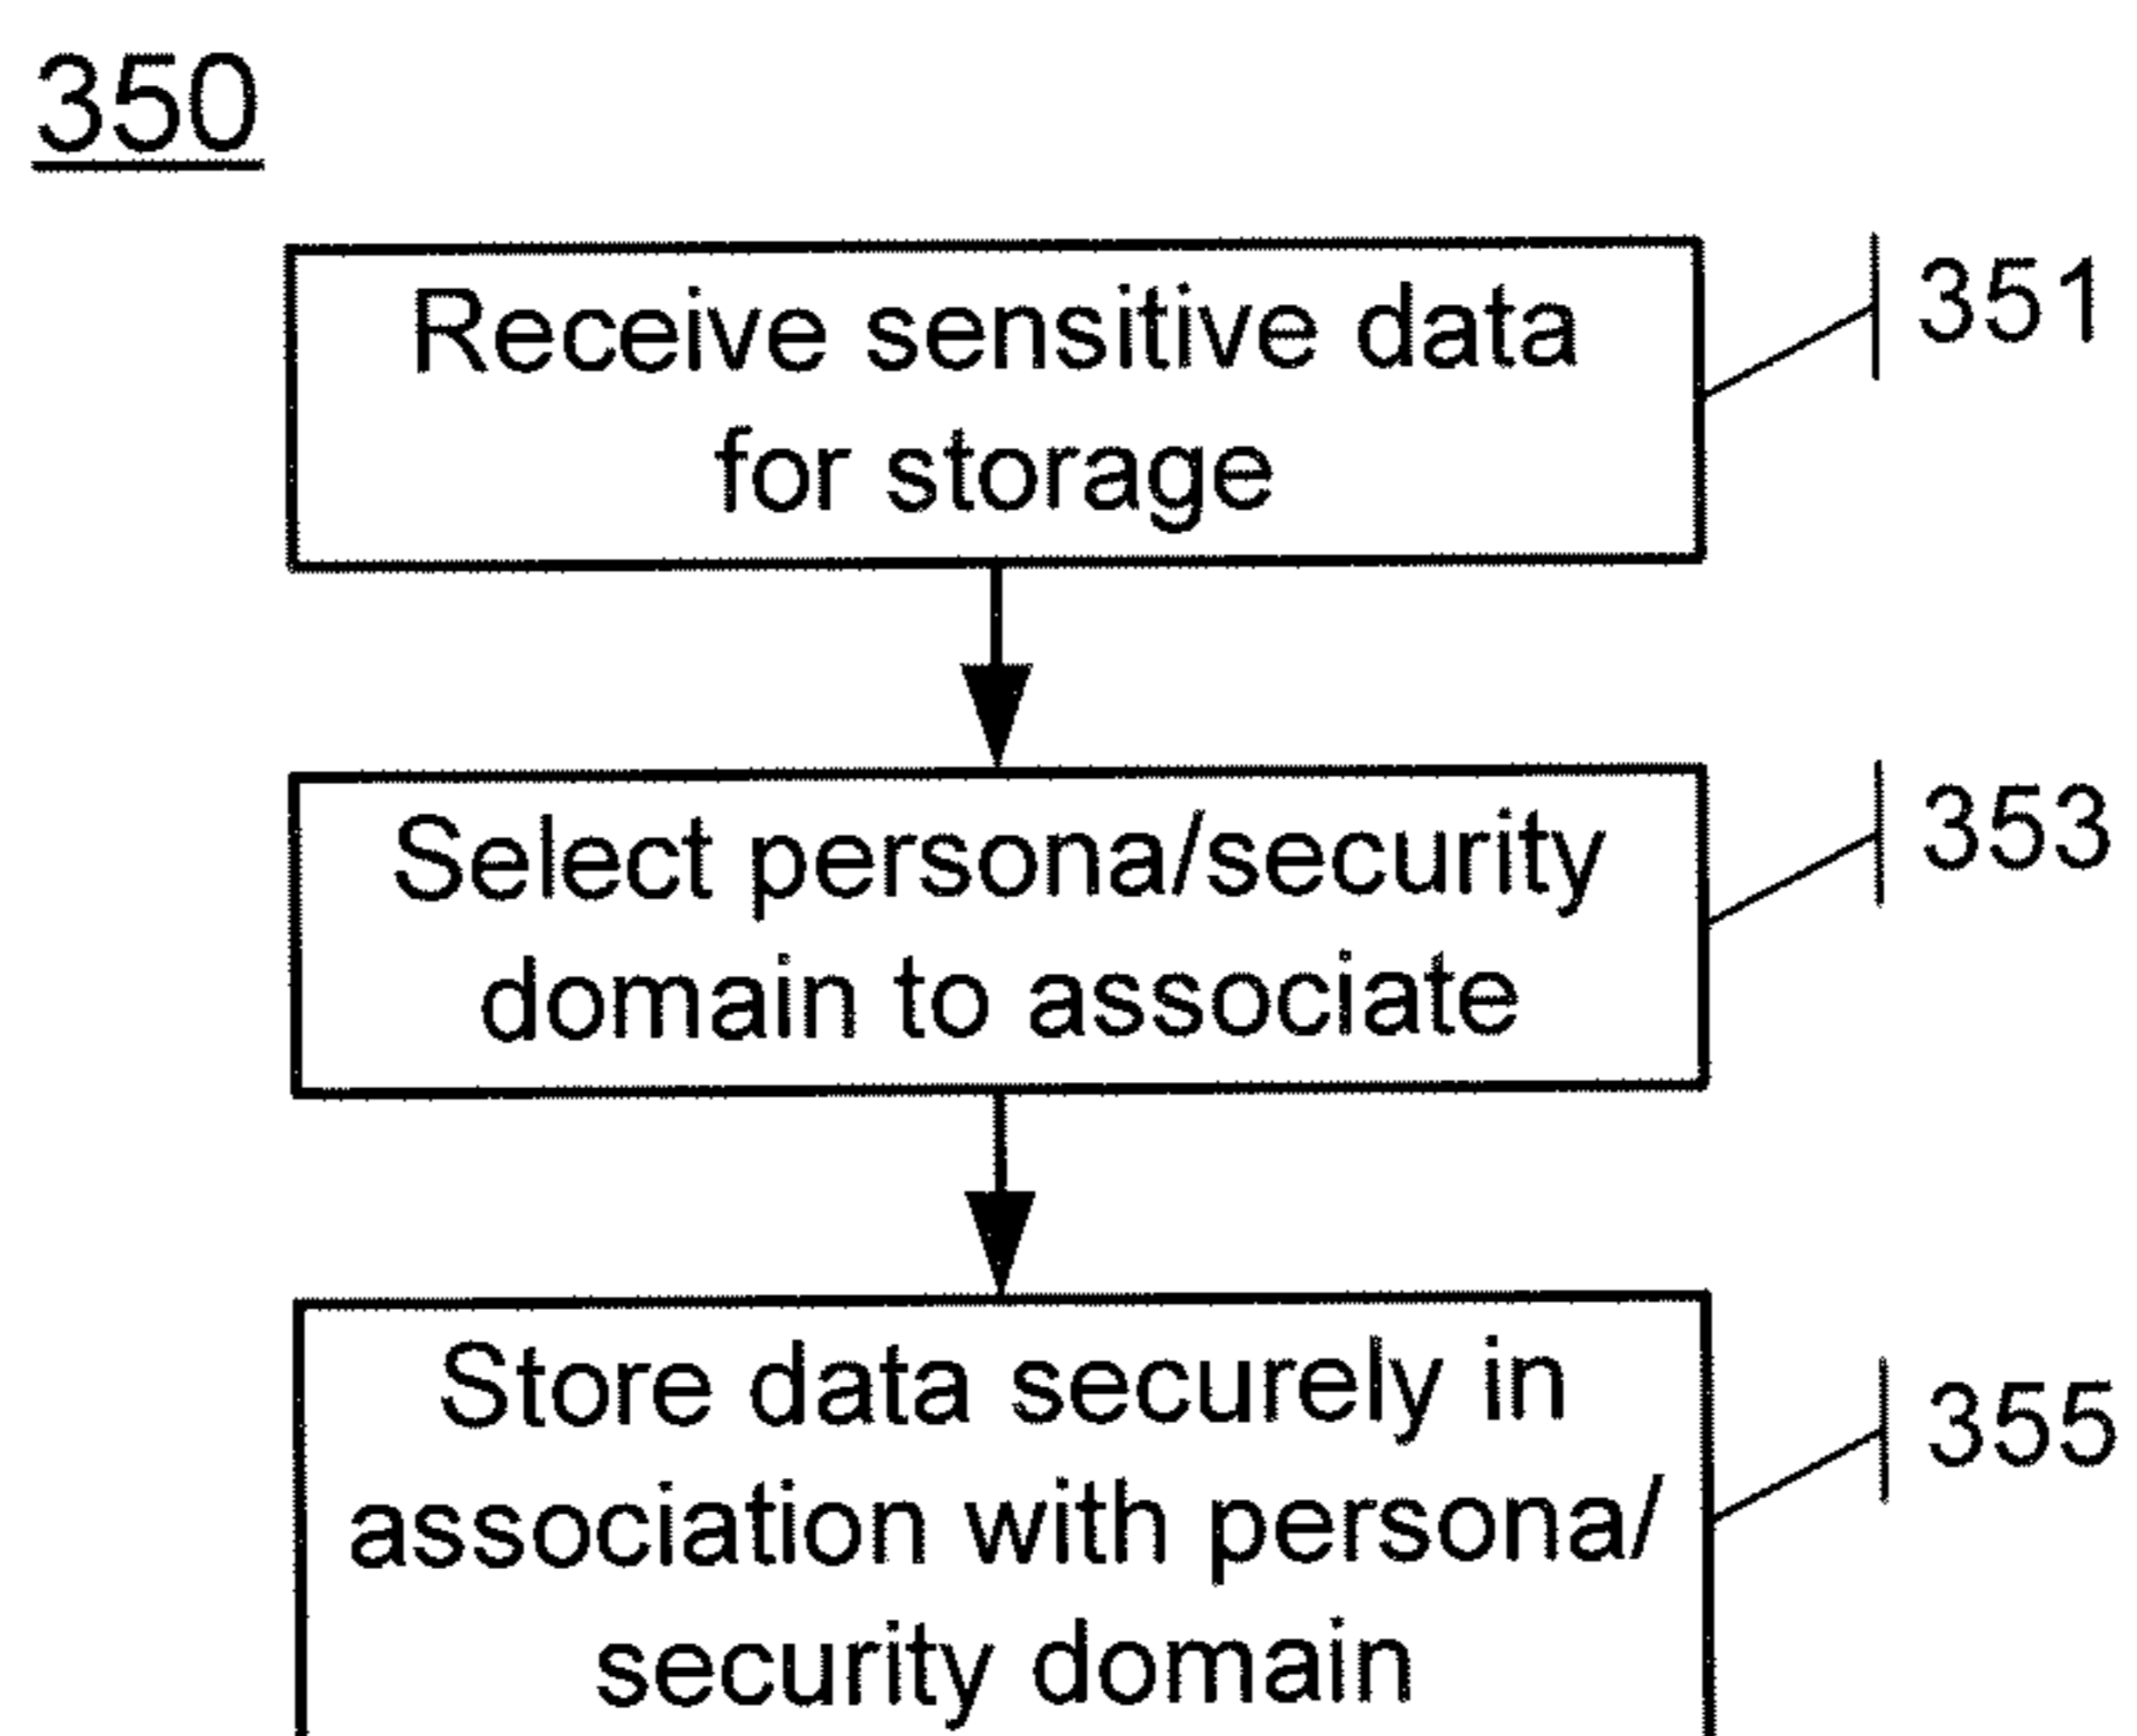 350
Receive sensitive data
for storage
351
Select persona/security
domain to associate
353
Store data securely in
association with persona/
security domain
355